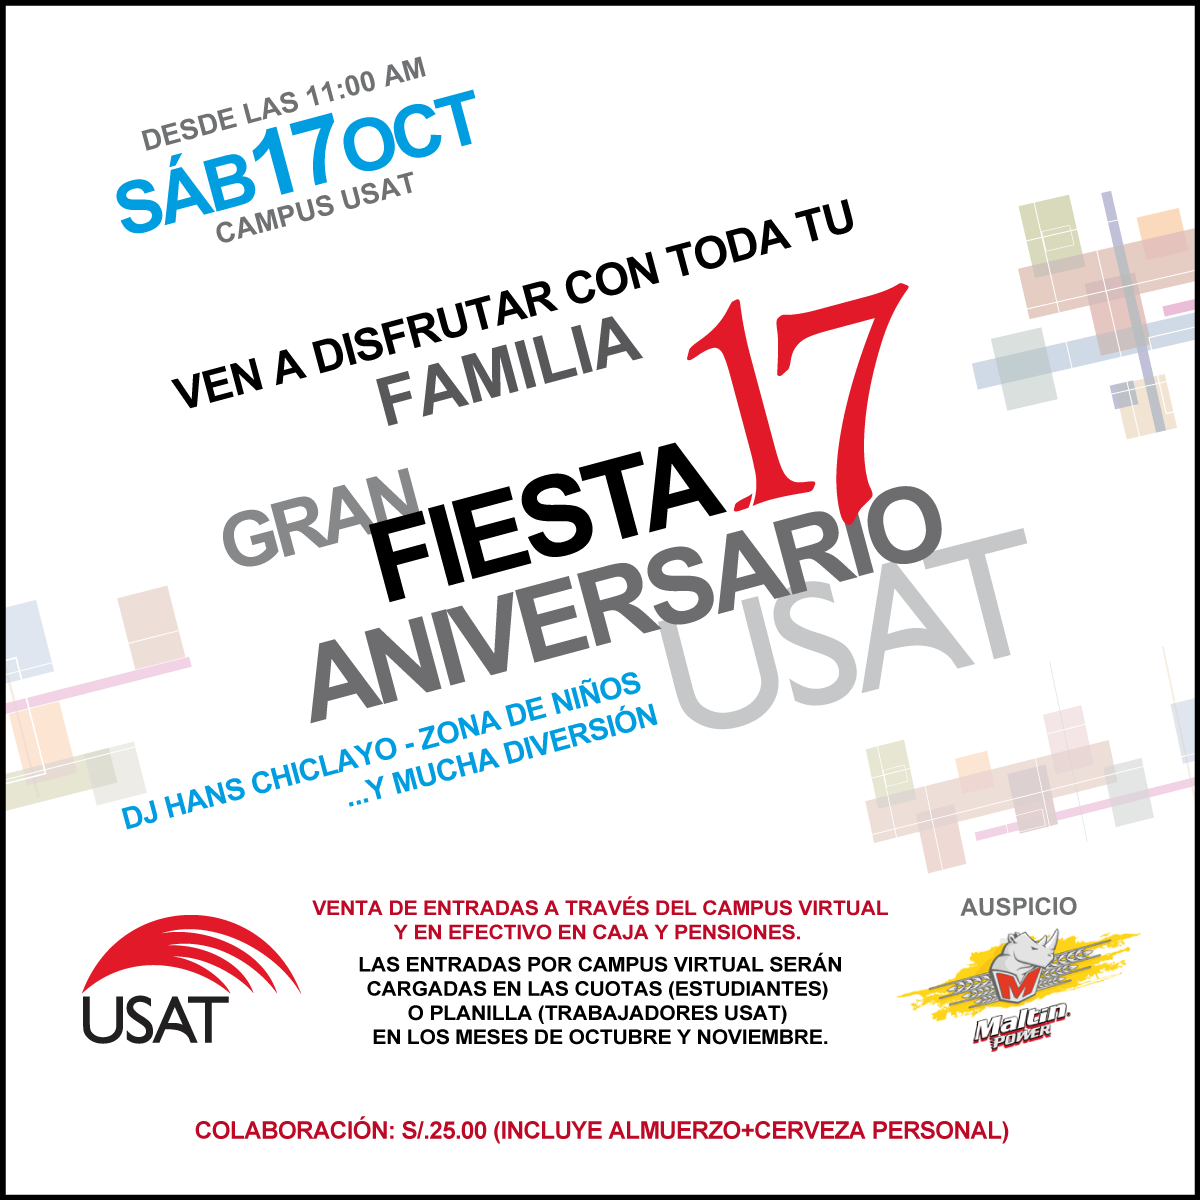 DESDE LAS 11:00 AM
SÁB17OCT
CAMPUS USAT
VEN A DISFRUTAR CON TODA TU
FAMILIA
GRAN
FIESTA 17
ANIVERSARIO
USAT
DJ HANS CHICLAYO - ZONA DE NIÑOS
...Y MUCHA DIVERSIÓN
VENTA DE ENTRADAS A TRAVÉS DEL CAMPUS VIRTUAL
Y EN EFECTIVO EN CAJA Y PENSIONES.
LAS ENTRADAS POR CAMPUS VIRTUAL SERÁN
CARGADAS EN LAS CUOTAS (ESTUDIANTES)
O PLANILLA (TRABAJADORES USAT)
EN LOS MESES DE OCTUBRE Y NOVIEMBRE.
USAT
AUSPICIO
M
Maltin
POWER
COLABORACIÓN: S/.25.00 (INCLUYE ALMUERZO+CERVEZA PERSONAL)